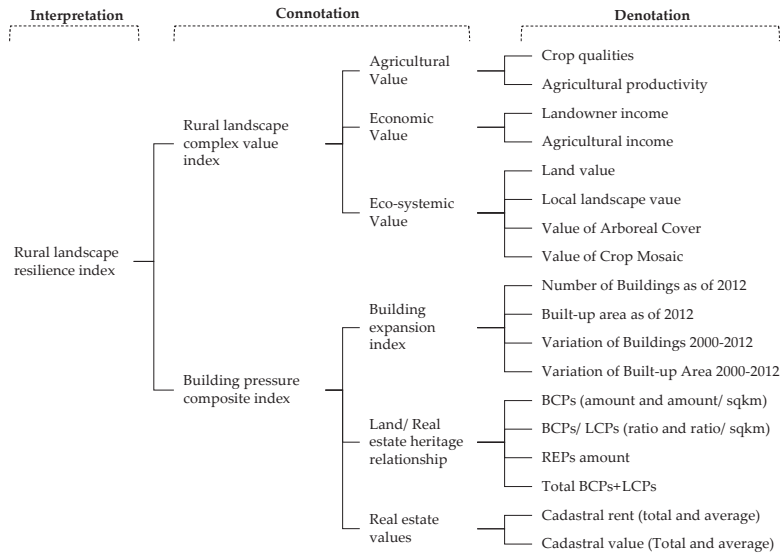 Interpretation
Connotation
Denotation
Rural landscape
resilience index
Rural landscape
complex value
index
Building pressure
composite index
Agricultural
Value
Economic
Value
Eco-systemic
Value
Building
expansion
index
Land/ Real
estate heritage
relationship
Real estate
values
Crop qualities
Agricultural productivity
Landowner income
Agricultural income
Land value
Local landscape vaue
Value of Arboreal Cover
Value of Crop Mosaic
Number of Buildings as of 2012
Built-up area as of 2012
Variation of Buildings 2000-2012
Variation of Built-up Area 2000-2012
BCPs (amount and amount/ sqkm)
BCPs/ LCPs (ratio and ratio/ sqkm)
REPs amount
Total BCPs+LCPs
Cadastral rent (total and average)
Cadastral value (Total and average)